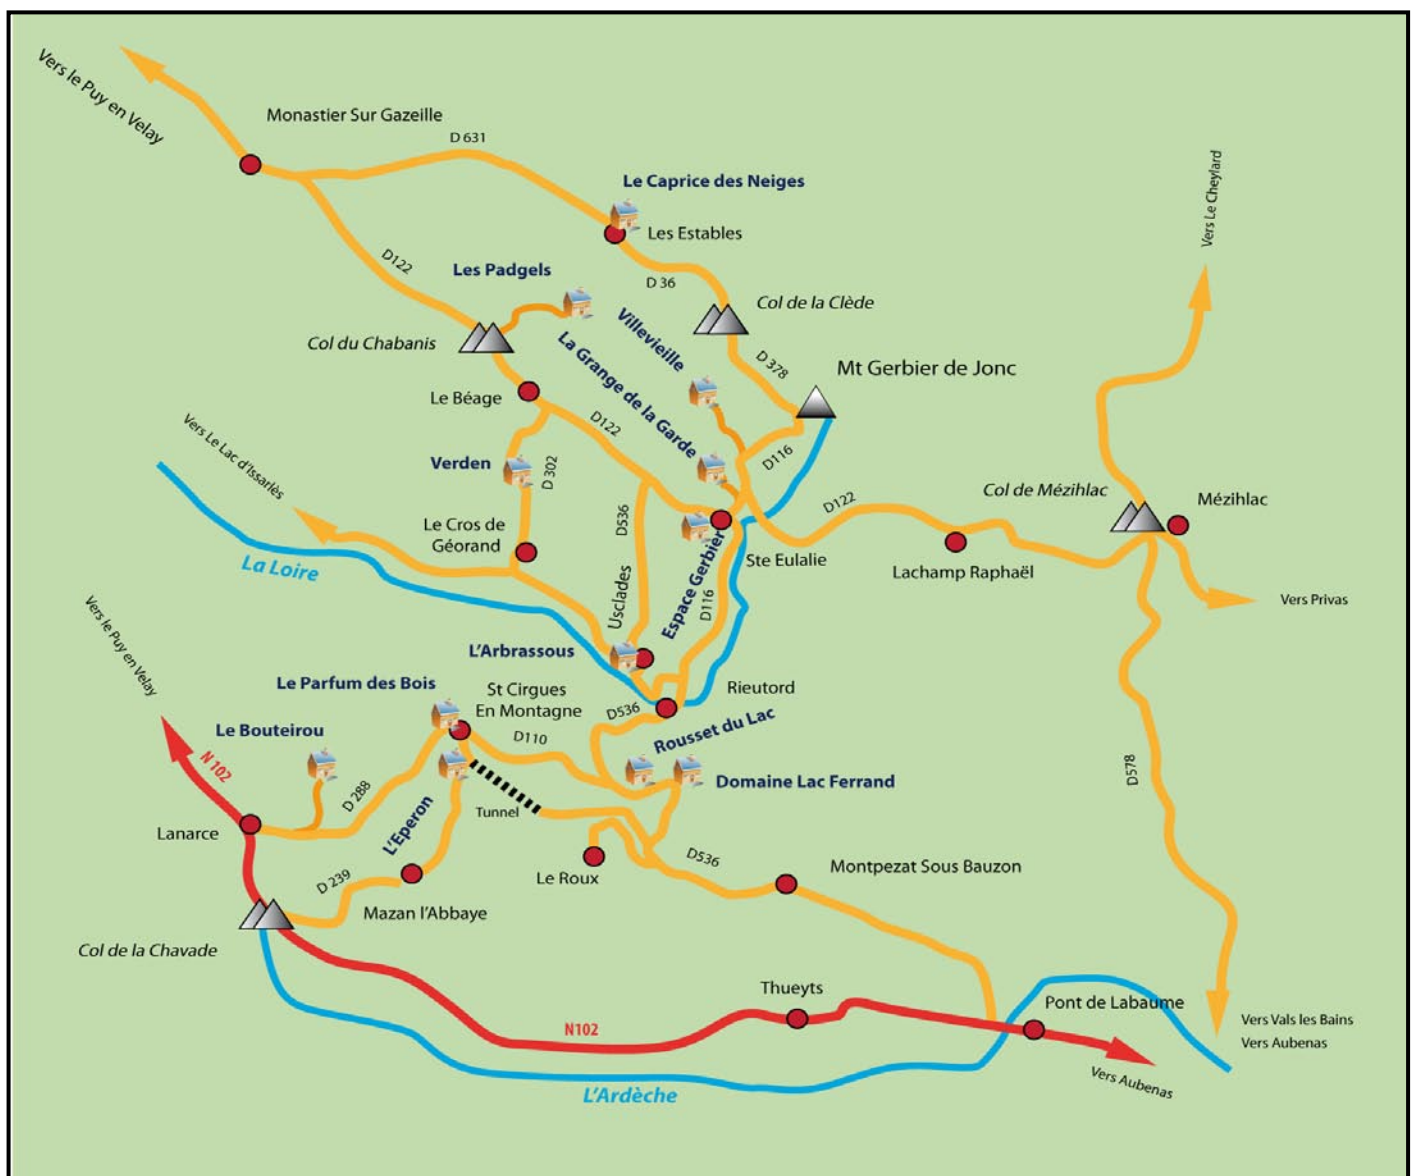 Vers le Puy en Velay
Monastier Sur Gazeille
D 631
Le Caprice des Neiges
Les Estables
Vers Le Cheylard
D122
Les Padgels
D 36
Col de la Clède
Villevieille
Col du Chabanis
La Grange de la Garde
D 378
Mt Gerbier de Jonc
Le Béage
D122
Vers Le Lac d'Issarlès
Verden
D 302
D116
Col de Mézihlac
Mézihlac
D122
Le Cros de
Géorand
D536
La Loire
Espace Gerbier
Ste Eulalie
Lachamp Raphaël
Vers Privas
Usclades
D116
Vers le Puy en Velay
L'Arbrassous
Le Parfum des Bois
St Cirgues
En Montagne
Rieutord
D536
Le Bouteirou
D110
Rousset du Lac
N 102
D 288
Domaine Lac Ferrand
D578
Tunnel
Lanarce
L'Eperon
D536
Le Roux
Montpezat Sous Bauzon
D 239
Mazan l'Abbaye
Col de la Chavade
Thueyts
Pont de Labaume
N102
Vers Vals les Bains
Vers Aubenas
Vers Aubenas
L'Ardèche